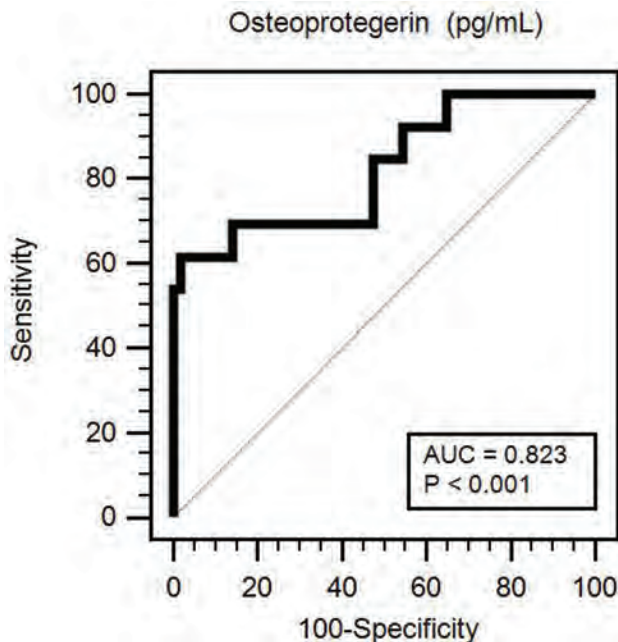 Osteoprotegerin (pg/mL)
100
80
60
40
20
0
Sensitivity
AUC = 0.823
P < 0.001
0 20 40 60 80 100
100-Specificity